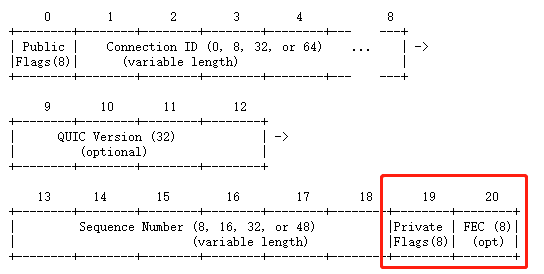 0 1 2 3 4 8
+--------+--------+--------+--------+--------+--- ---+
| Public | Connection ID (0, 8, 32, or 64) ... | ->
|Flags(8)| (variable length) |
+--------+--------+--------+--------+--------+--- ---+
9 10 11 12
+--------+--------+--------+--------+
| QUIC Version (32) | ->
| (optional) |
+--------+--------+--------+--------+
13 14 15 16 17 18 19 20
+--------+--------+--------+--------+--------+--------+--------+--------+
| Sequence Number (8, 16, 32, or 48) |Private | FEC (8)|
| (variable length) |Flags(8)| (opt) |
+--------+--------+--------+--------+--------+--------+--------+--------+